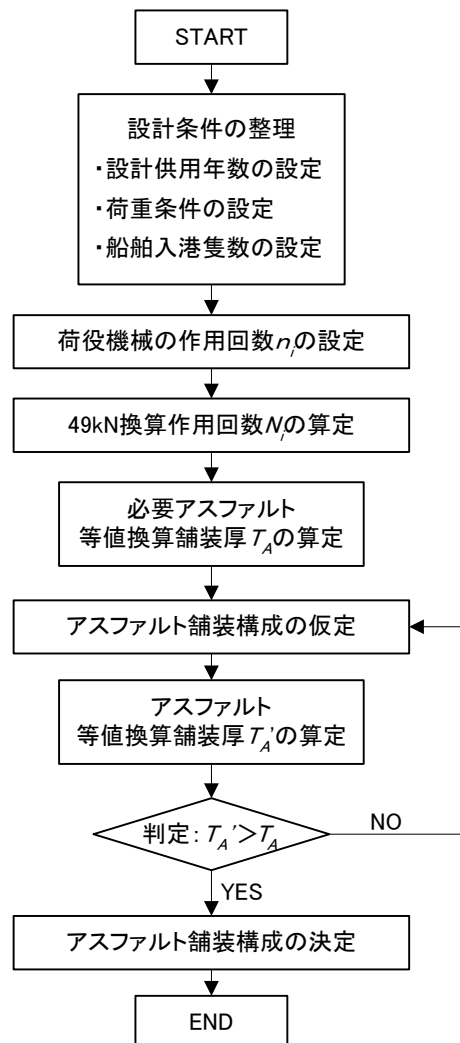 START
設計条件の整理
・設計供用年数の設定
・荷重条件の設定
・船舶入港隻数の設定
荷役機械の作用回数niの設定
49kN換算作用回数Niの算定
必要アスファルト
等値換算舗装厚TAの算定
アスファルト舗装構成の仮定
アスファルト
等値換算舗装厚TA'の算定
判定：TA'＞TA
NO
YES
アスファルト舗装構成の決定
END